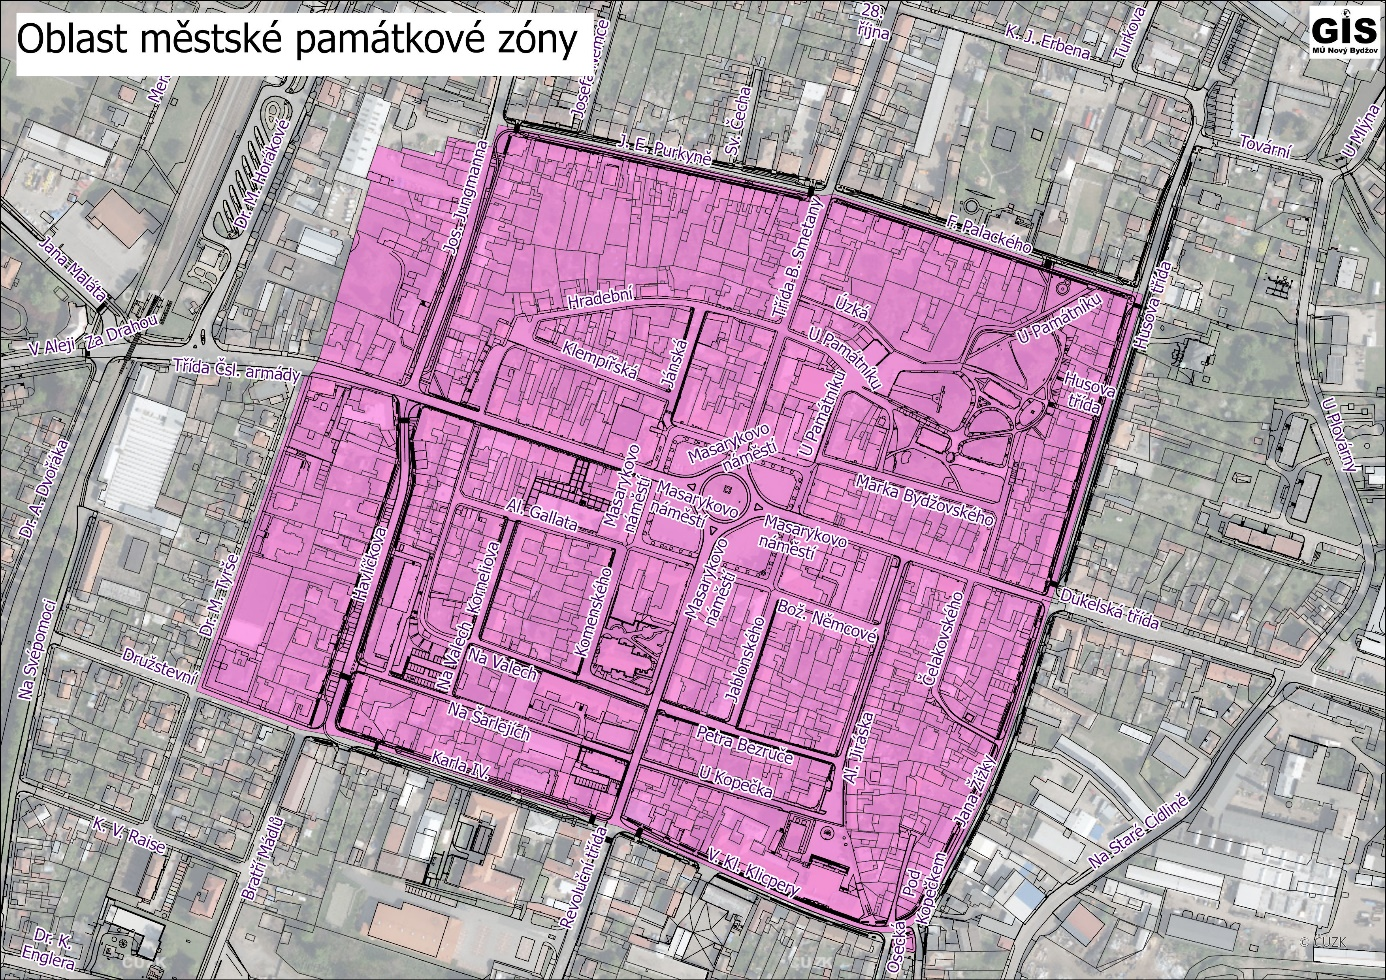 Oblast městské památkové zóny
28.
října
K. J. Erbena
Turkova
GIS
MÚ Nový Bydžov
Josefa Němice
Sv. Čecha
J. E. Purkyně
Tovární
U Mlýna
Dr. M. Horákové
Jos. Jungmanna
Jana Maláta
F. Palackého
Třída B. Smetany
Husova třída
U Památníku
Hradební
Úzká
V Aleji
Za Dráhou
Třída Čsl. armády
Klempířská
Jánská
U Památníku
U Památníku
Husova
třída
U Plovárny
Masarykovo
náměstí
Dr. A. Dvořáka
Masarykovo
náměstí
Masarykovo
náměstí
Marka Bydžovského
Al. Gallata
Masarykovo
náměstí
Havlíčkova
Na Valech
Korneliova
Komenského
Masarykovo
náměstí
Dr. M. Tyrše
Dukelská třída
Bož. Němcové
Čelakovského
Na Svépomoci
Družstevní
Na Valech
Jablonského
Na Šarlejích
Petra Bezruče
Al. Jiráska
Karla IV.
U Kopečka
Jana Žižky
Na Staré Cidlině
K. V. Raise
Bratří Mádlů
V. Kl. Klicpery
Revoluční třída
Pod
Kopečkem
Osecká
Dr. K.
Englera
ČÚZK
ČÚZK
© ČÚZK